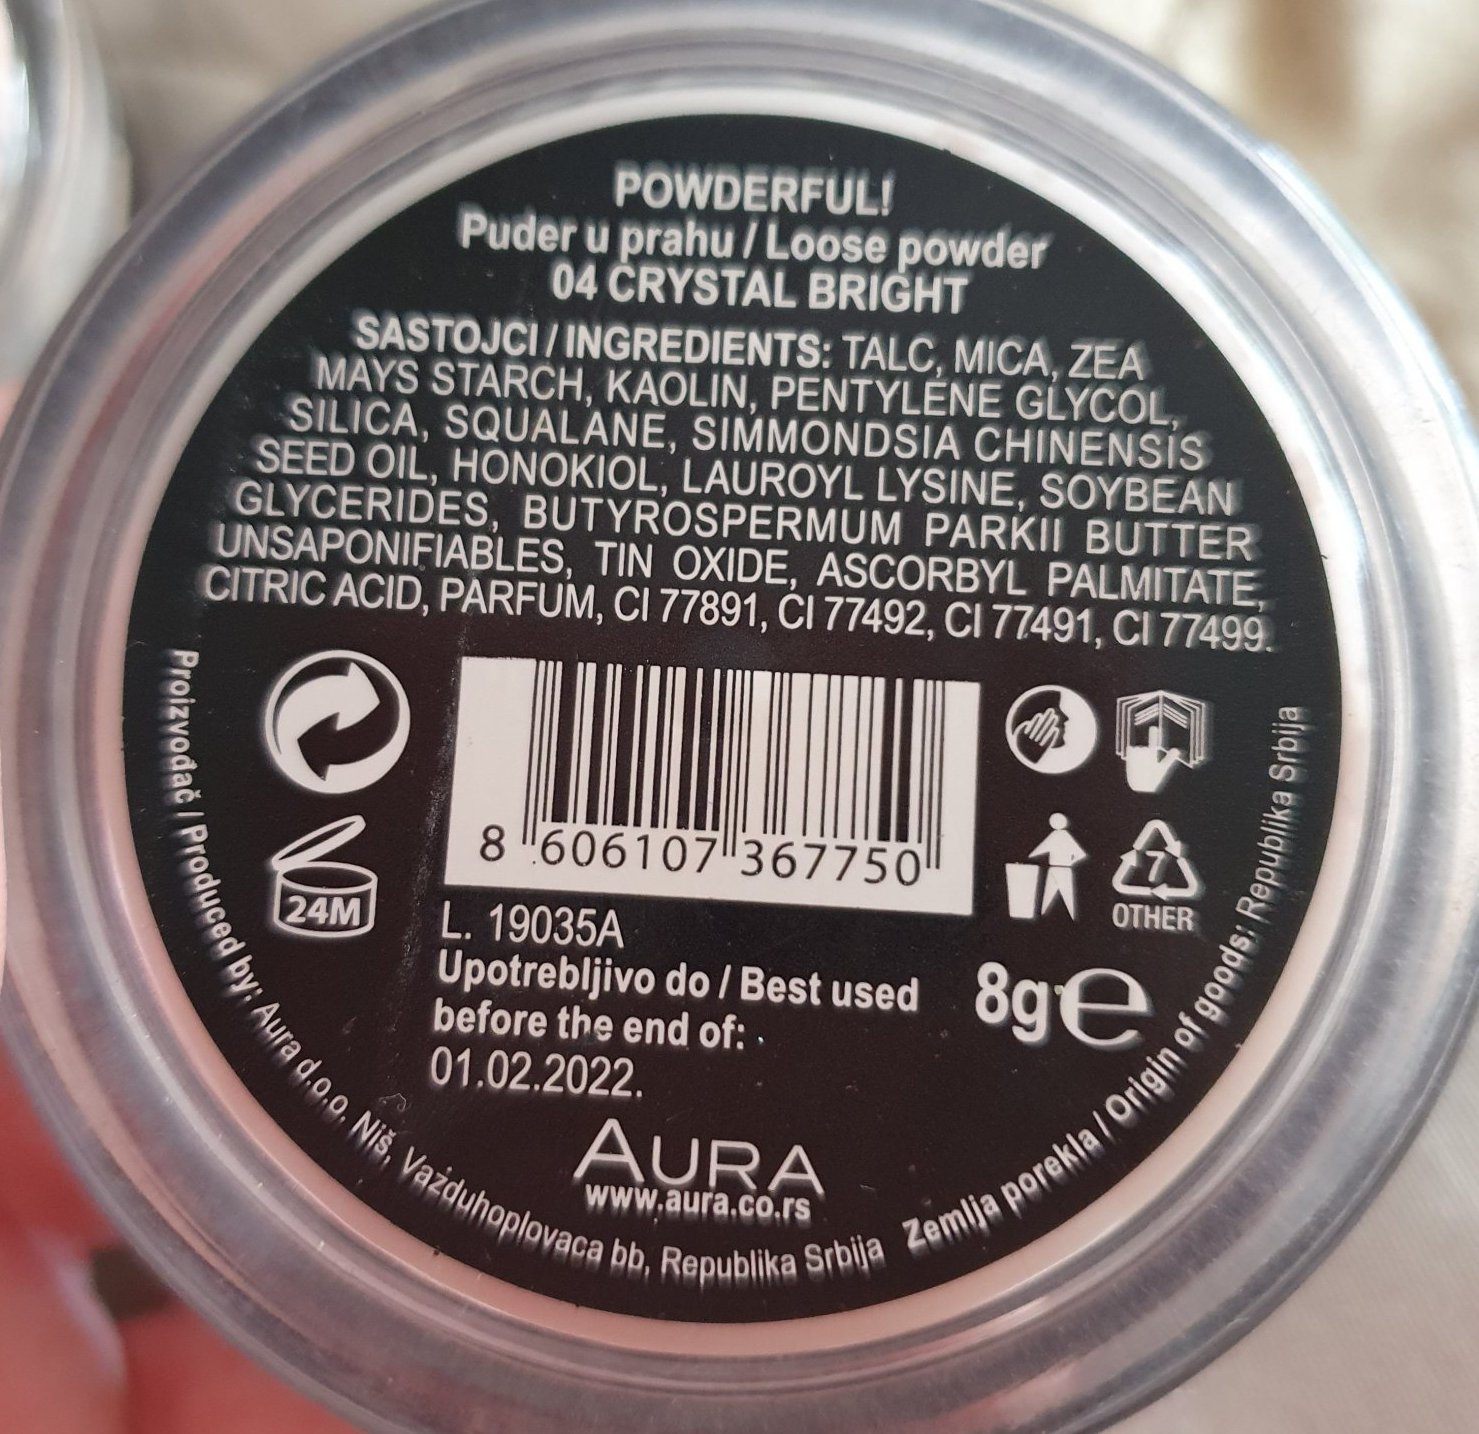 POWDERFUL!
Puder u prahu / Loose powder
04 CRYSTAL BRIGHT
SASTOJCI / INGREDIENTS: TALC, MICA, ZEA
MAYS STARCH, KAOLIN, PENTYLENE GLYCOL,
SILICA, SQUALANE, SIMMONDSIA CHINENSIS
SEED OIL, HONOKIOL, LAUROYL LYSINE, SOYBEAN
GLYCERIDES, BUTYROSPERMUM PARKII BUTTER
UNSAPONIFIABLES, TIN OXIDE, ASCORBYL PALMITATE,
CITRIC ACID, PARFUM, CI 77891, CI 77492, CI 77491, CI 77499.
8 606107 367750
24M
7
OTHER
L. 19035A
Upotrebljivo do / Best used
before the end of:
01.02.2022.
8g e
AURA
www.aura.co.rs
Proizvođač / Produced by: Aura d.o.o. Niš, Vazduhoplovaca bb, Republika Srbija
Zemlja porekla / Origin of goods: Republika Srbija